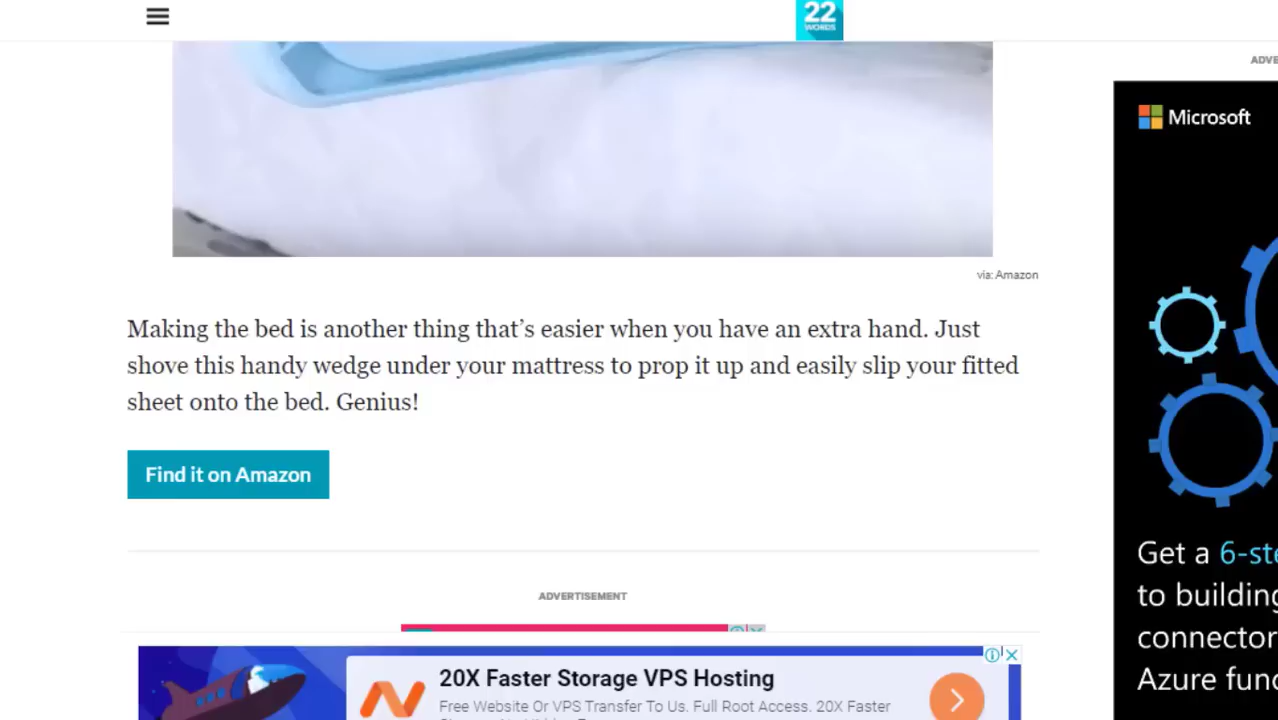 22
WORDS
ADVE
Microsoft
via: Amazon
Making the bed is another thing that’s easier when you have an extra hand. Just
shove this handy wedge under your mattress to prop it up and easily slip your fitted
sheet onto the bed. Genius!
Find it on Amazon
ADVERTISEMENT
Get a 6-ste
to building
connector
Azure func
20X Faster Storage VPS Hosting
Free Website Or VPS Transfer To Us. Full Root Access. 20X Faster